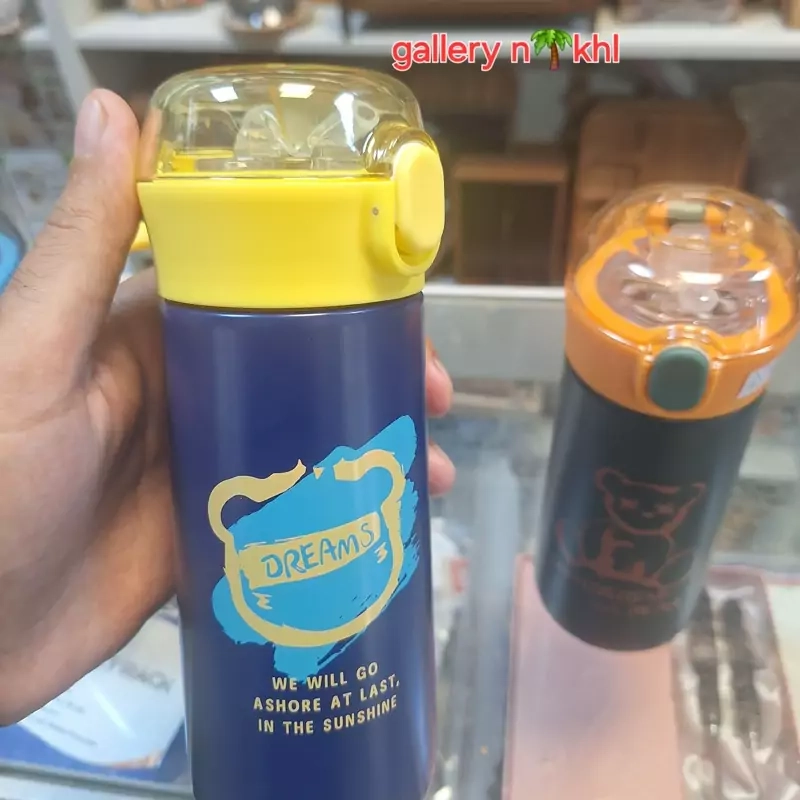 gallery n🌴khl
DREAMS
WE WILL GO
ASHORE AT LAST,
IN THE SUNSHINE